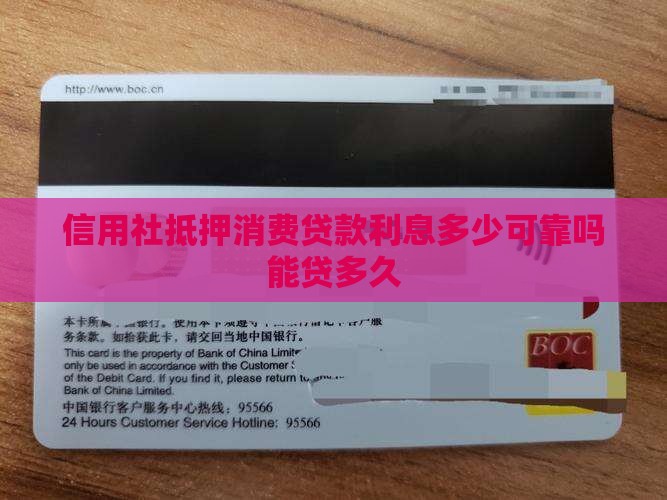 http://www.boc.cn
信用社抵押消费贷款利息多少可靠吗
能贷多久
务条款。如拾获此卡，请交回当地中国银行。
This card is the property of Bank of China
only be used in accordance with the Customer
of the Debit Card. If you find it, please return to
Bank of China Limited.
BOC
中国银行客户服务中心热线：95566
24 Hours Customer Service Hotline: 95566